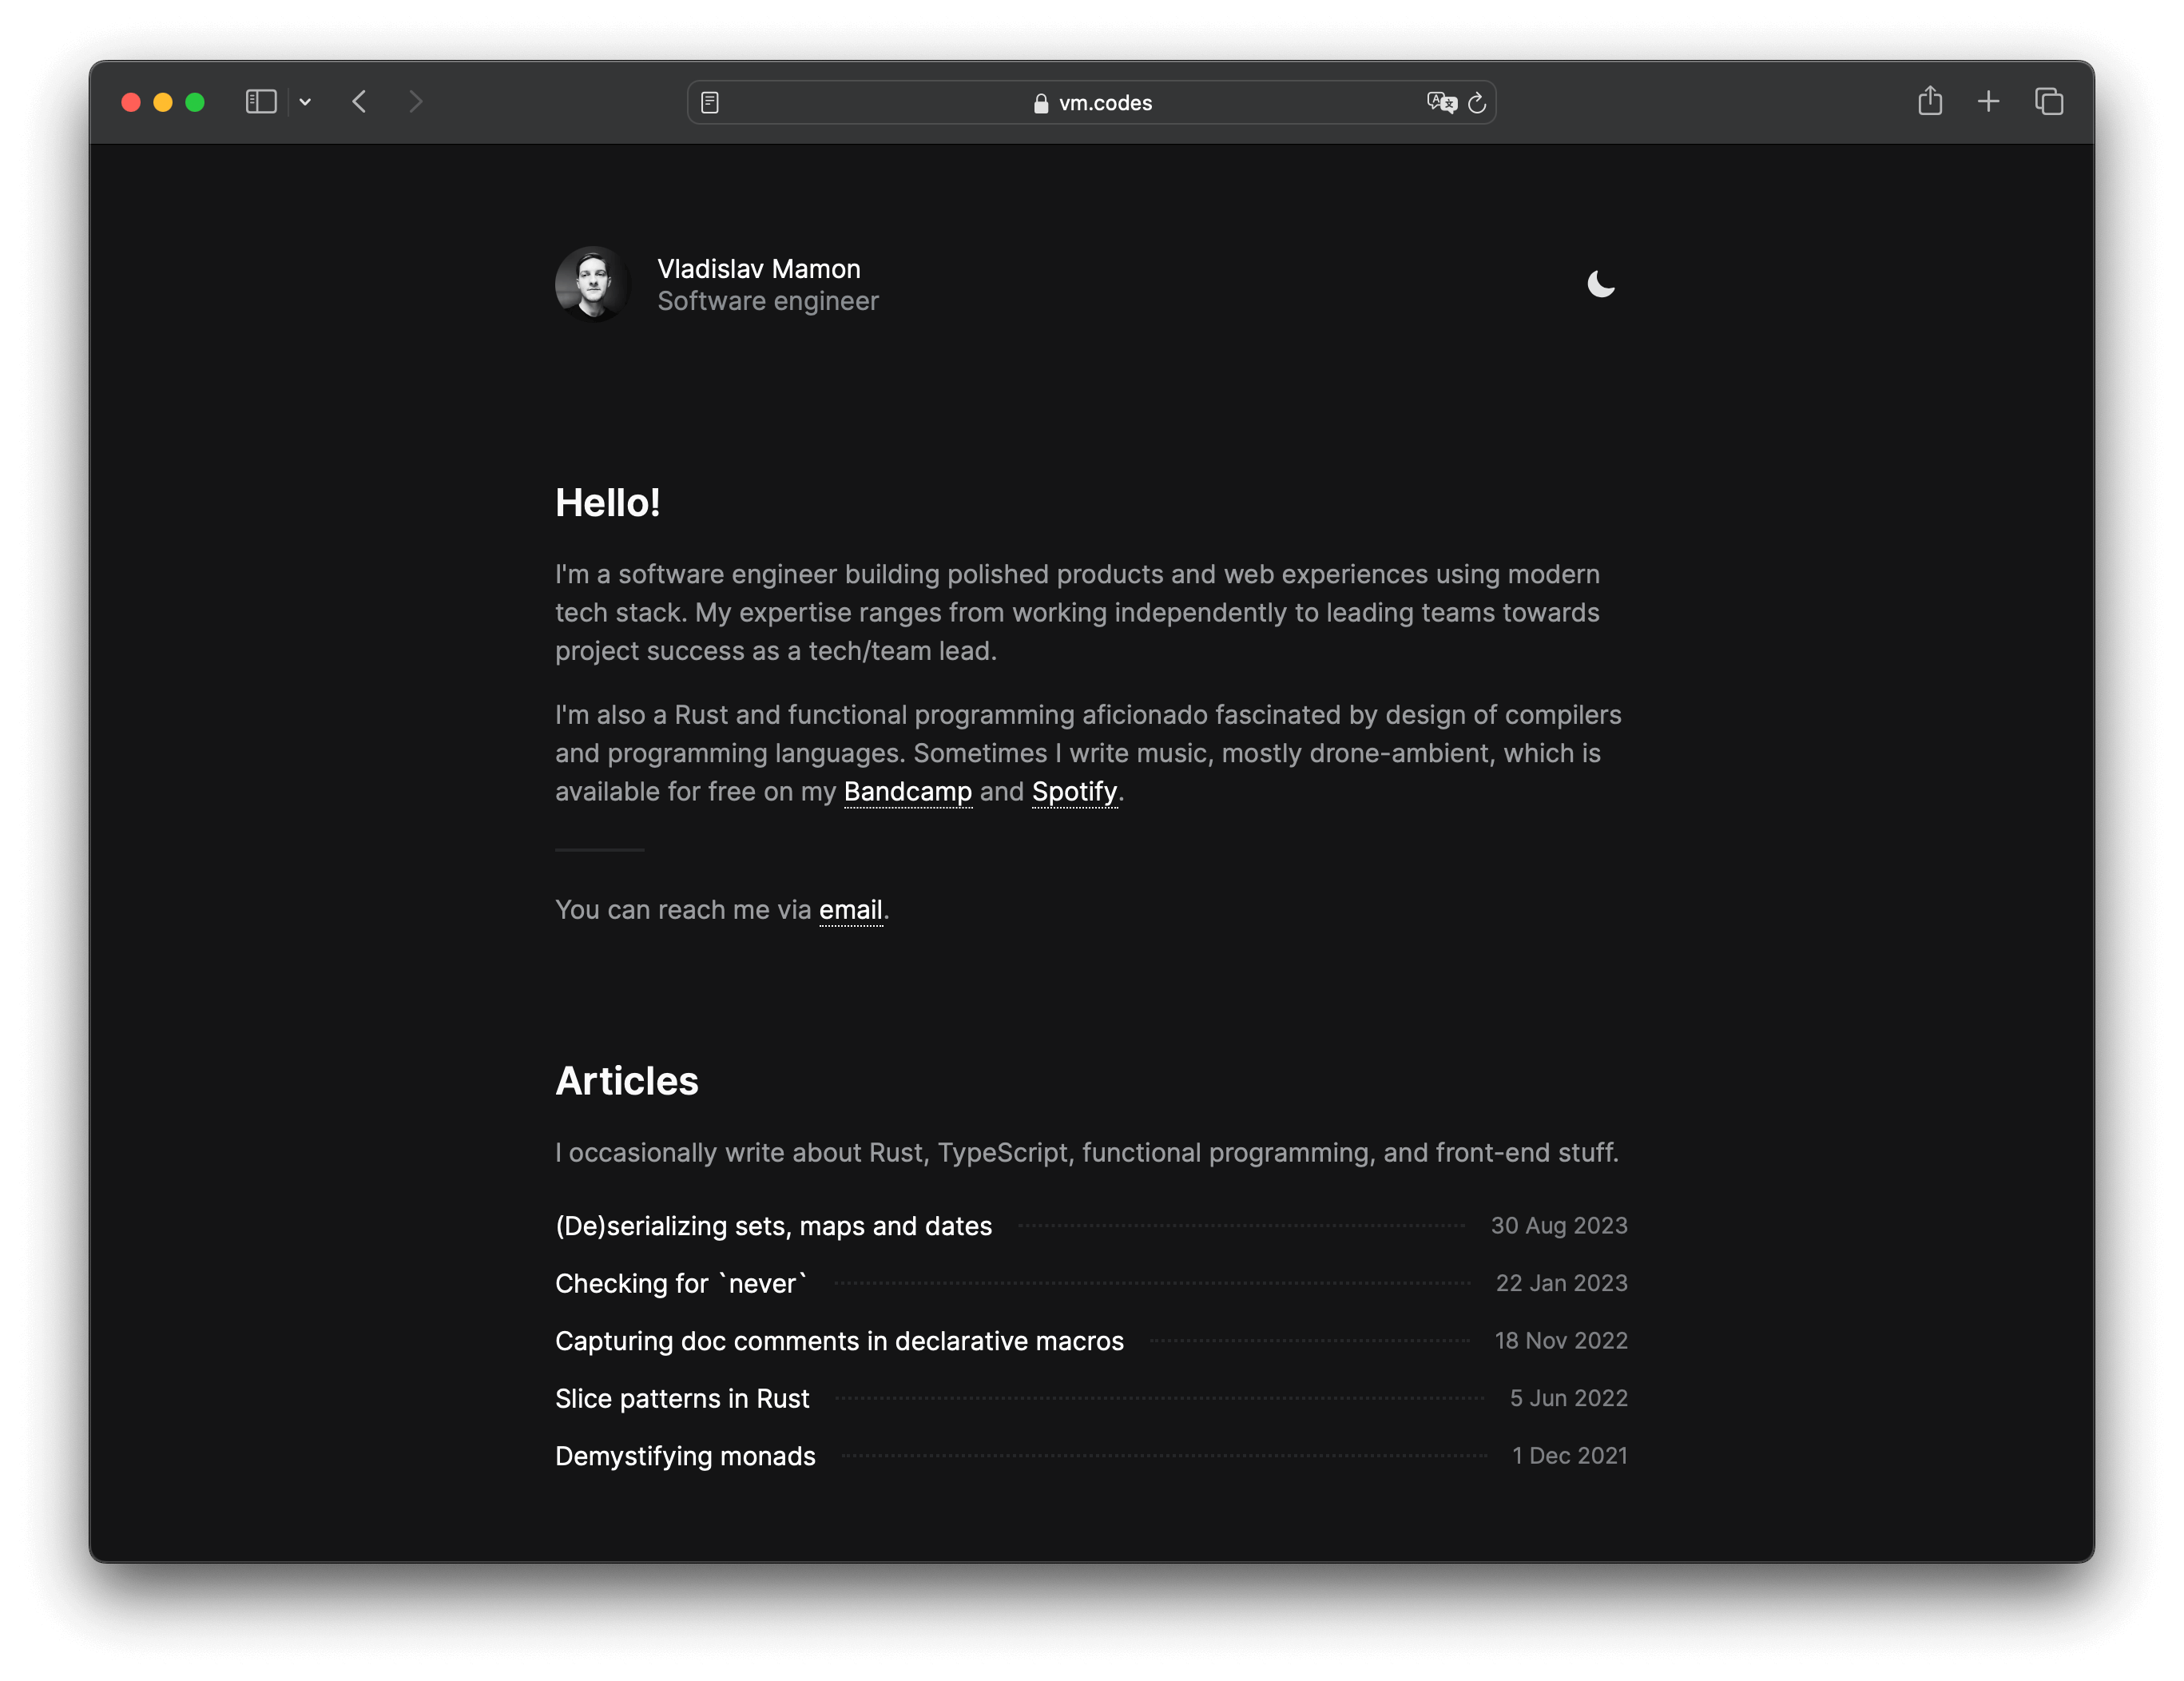 vm.codes
Vladislav Mamon
Software engineer
Hello!
I'm a software engineer building polished products and web experiences using modern
tech stack. My expertise ranges from working independently to leading teams towards
project success as a tech/team lead.
I'm also a Rust and functional programming aficionado fascinated by design of compilers
and programming languages. Sometimes I write music, mostly drone-ambient, which is
available for free on my Bandcamp and Spotify.
You can reach me via email.
Articles
I occasionally write about Rust, TypeScript, functional programming, and front-end stuff.
(De)serializing sets, maps and dates 30 Aug 2023
Checking for `never` 22 Jan 2023
Capturing doc comments in declarative macros 18 Nov 2022
Slice patterns in Rust 5 Jun 2022
Demystifying monads 1 Dec 2021